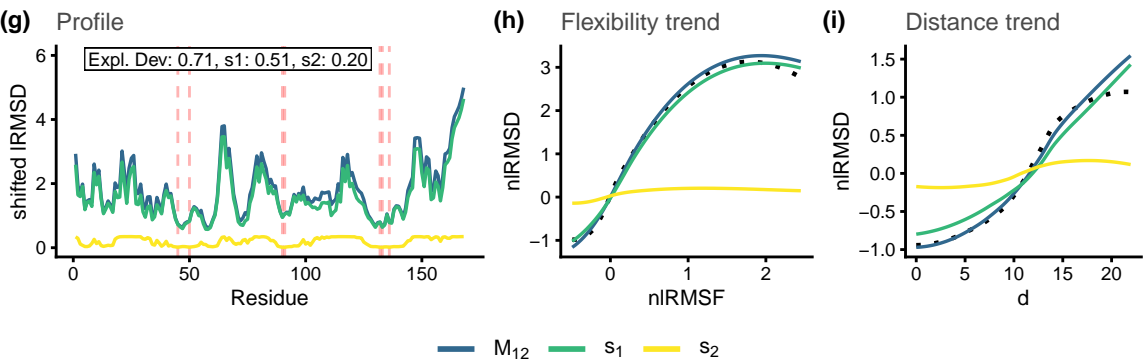 (g) Profile
Expl. Dev: 0.71, s1: 0.51, s2: 0.20
shifted lRMSD
6
4
2
0
0 50 100 150
Residue
(h) Flexibility trend
nlRMSD
3
2
1
0
−1
0 1 2
nlRMSF
(i) Distance trend
nlRMSD
1.5
1.0
0.5
0.0
−0.5
−1.0
0 5 10 15 20
d
M12 s1 s2